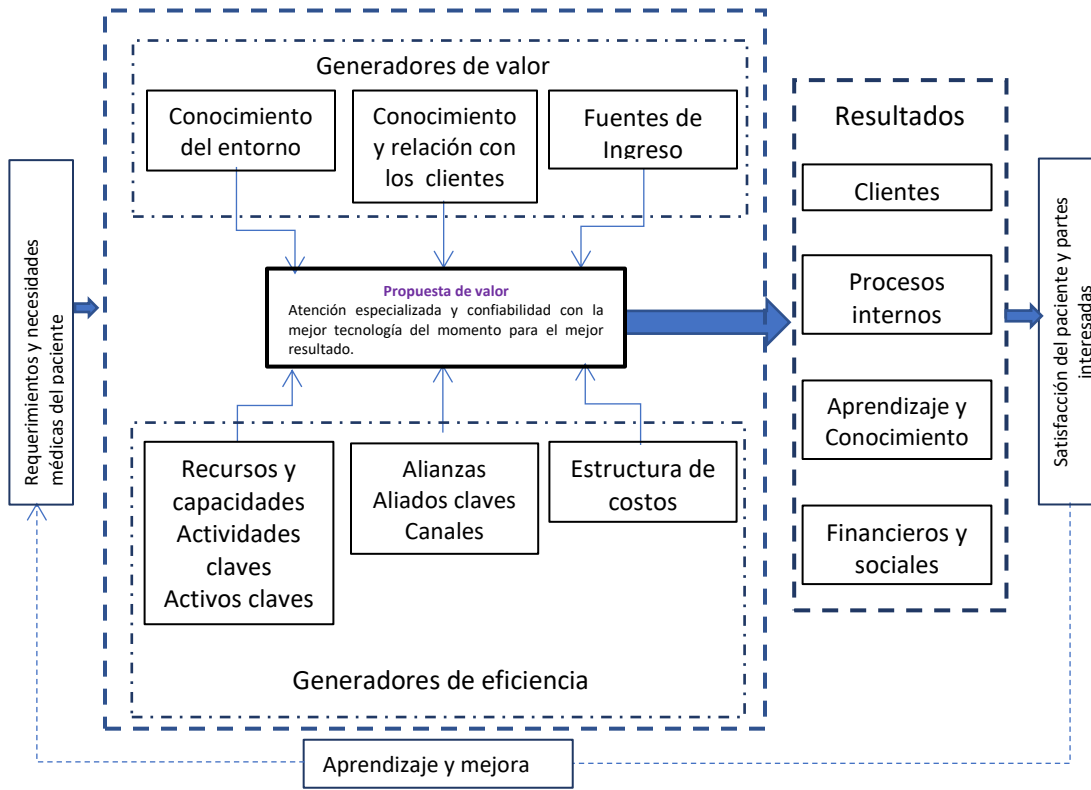 Requerimientos y necesidades
médicas del paciente
Generadores de valor
Conocimiento
del entorno
Conocimiento
y relación con
los clientes
Fuentes de
Ingreso
Propuesta de valor
Atención especializada y confiabilidad con la
mejor tecnología del momento para el mejor
resultado.
Recursos y
capacidades
Actividades
claves
Activos claves
Alianzas
Aliados claves
Canales
Estructura de
costos
Generadores de eficiencia
Resultados
Clientes
Procesos
internos
Aprendizaje y
Conocimiento
Financieros y
sociales
Satisfacción del paciente y partes
interesadas
Aprendizaje y mejora